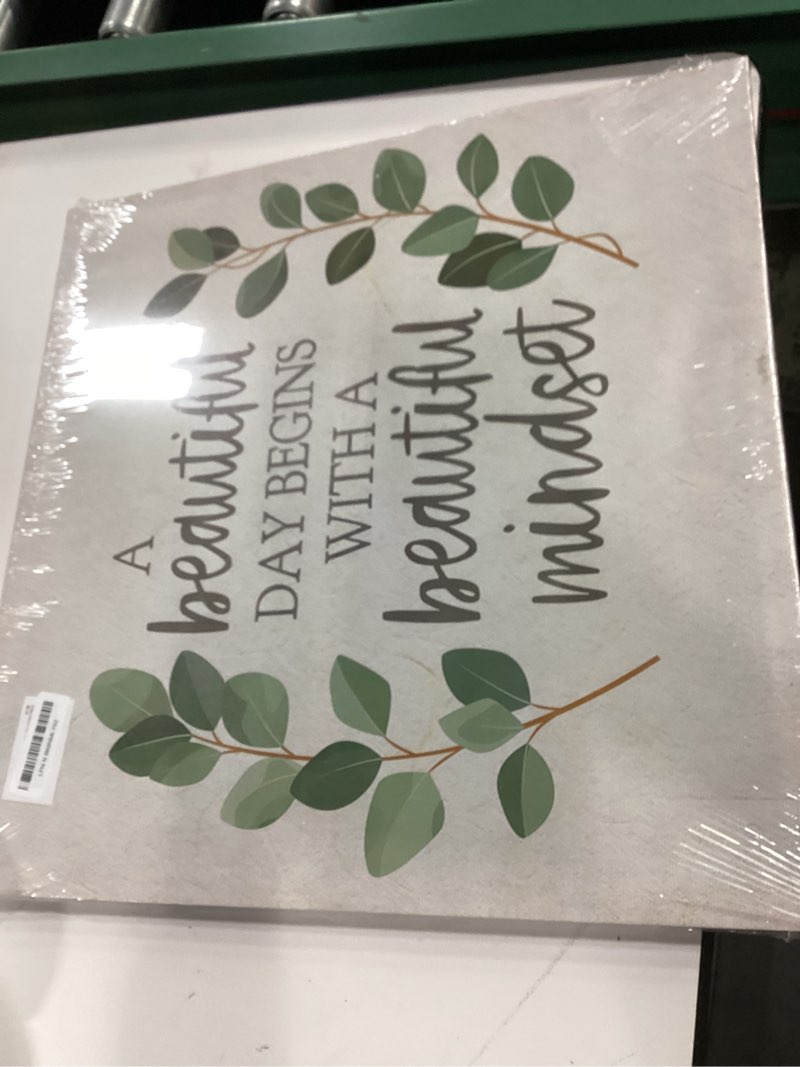 A
beautiful
DAY BEGINS
WITH A
beautiful
mindset